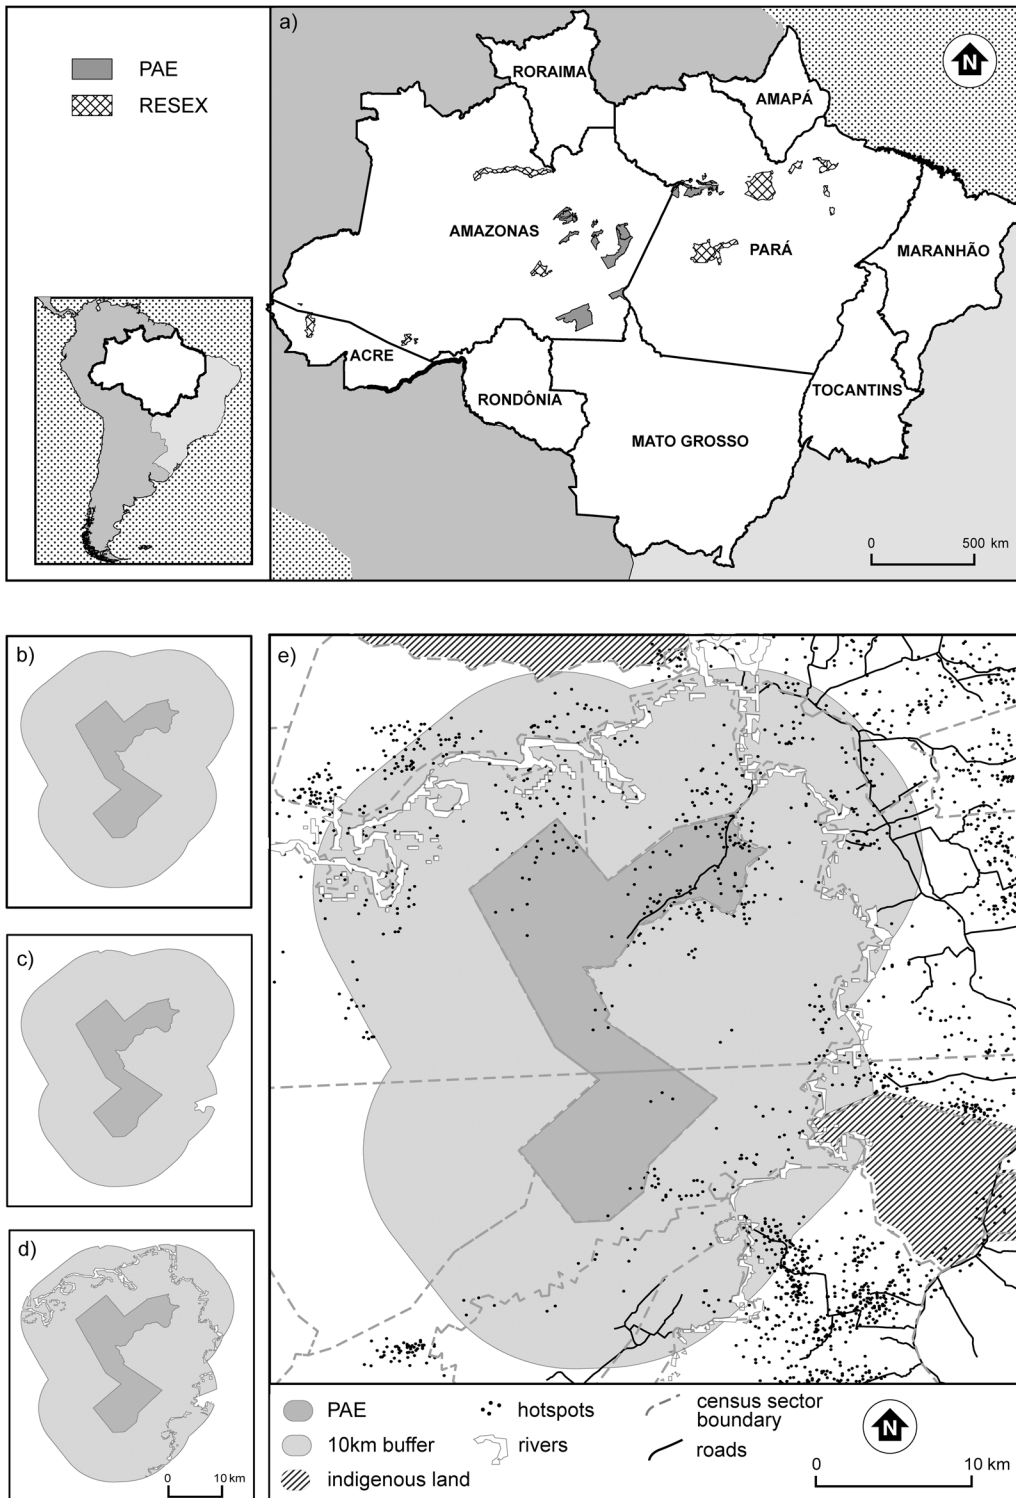 PAE
RESEX
a)
N
RORAIMA
AMAPÁ
AMAZONAS
PARÁ
MARANHÃO
ACRE
RONDÔNIA
TOCANTINS
MATO GROSSO
0 500 km
b)
c)
d)
0 10 km
e)
PAE
10km buffer
indigenous land
hotspots
rivers
census sector
boundary
roads
N
0 10 km